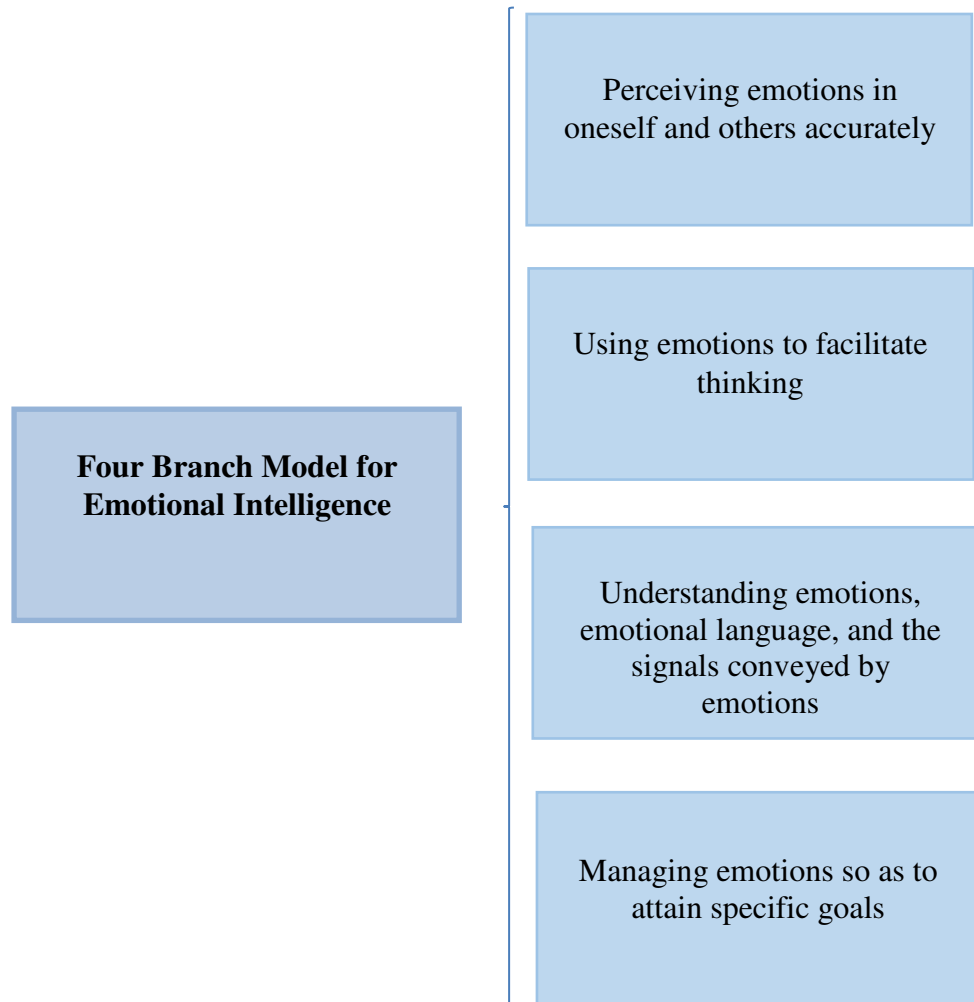 Perceiving emotions in
oneself and others accurately
Using emotions to facilitate
thinking
Four Branch Model for
Emotional Intelligence
Understanding emotions,
emotional language, and the
signals conveyed by
emotions
Managing emotions so as to
attain specific goals